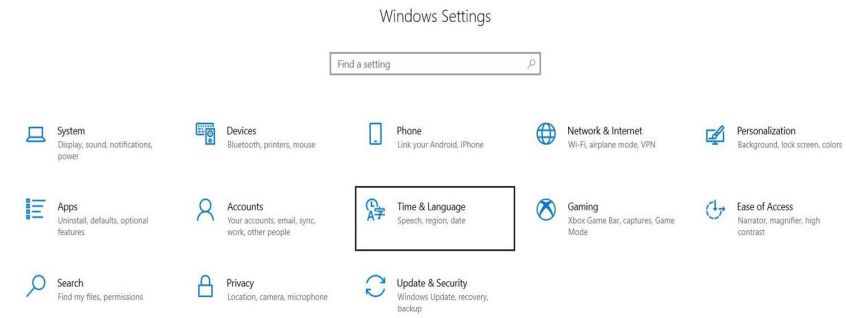 Windows Settings
Find a setting
System
Display, sound, notifications,
power
Devices
Bluetooth, printers, mouse
Phone
Link your Android, iPhone
Network & Internet
Wi-Fi, airplane mode, VPN
Personalization
Background, lock screen, colors
Apps
Uninstall, defaults, optional
features
Accounts
Your accounts, email, sync,
work, other people
Time & Language
Speech, region, date
Gaming
Xbox Game Bar, captures, Game
Mode
Ease of Access
Narrator, magnifier, high
contrast
Search
Find my files, permissions
Privacy
Location, camera, microphone
Update & Security
Windows Update, recovery,
backup